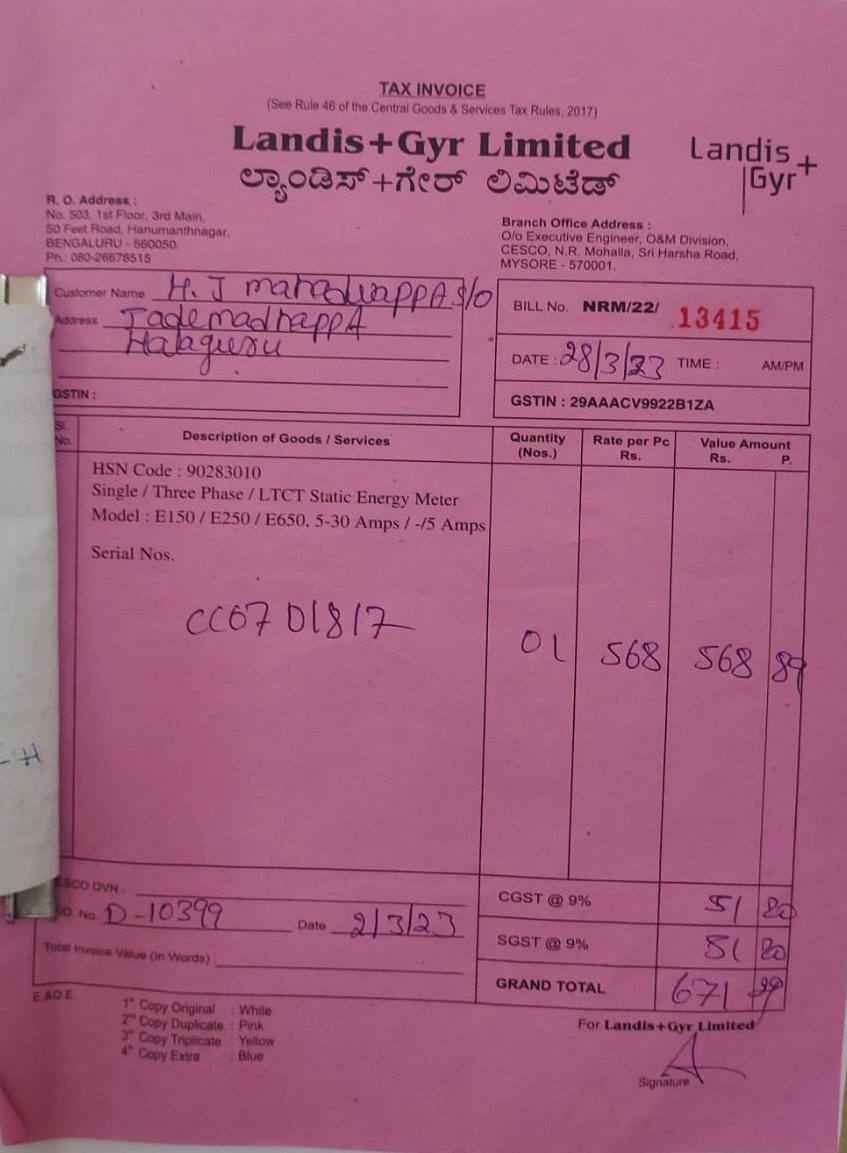 TAX INVOICE
(See Rule 46 of the Central Goods & Services Tax Rules, 2017)
Landis+Gyr Limited
ಲ್ಯಾಂಡಿಸ್+ಗೇರ್ ಲಿಮಿಟೆಡ್
Landis+
Gyr
R. O. Address :
No. 503, 1st Floor, 3rd Main,
50 Feet Road, Hanumanthnagar,
BENGALURU - 560050.
Ph.: 080-26678515
Branch Office Address :
O/o Executive Engineer, O&M Division,
CESCO, N.R. Mohalla, Sri Harsha Road,
MYSORE - 570001.
Customer Name H. J mahadwappA S/O
Address JademadhappA
Halaguru
GSTIN :
BILL No. NRM/22/ 13415
DATE : 28/3/23 TIME : AM/PM
GSTIN : 29AAACV9922B1ZA
Sl. No. Description of Goods / Services Quantity (Nos.) Rate per Pc Rs. Value Amount Rs. P.
HSN Code : 90283010
Single / Three Phase / LTCT Static Energy Meter
Model : E150 / E250 / E650, 5-30 Amps / -/5 Amps
Serial Nos.
CC0701817 01 568 568 89
ESCO DVN :
CGST @ 9% 51 20
No. D-10399 Date 2/3/23
SGST @ 9% 51 20
Total Invoice Value (In Words) :
GRAND TOTAL 671 29
E.&O.E.
1st Copy Original : White
2nd Copy Duplicate : Pink
3rd Copy Triplicate : Yellow
4th Copy Extra : Blue
For Landis+Gyr Limited
Signature